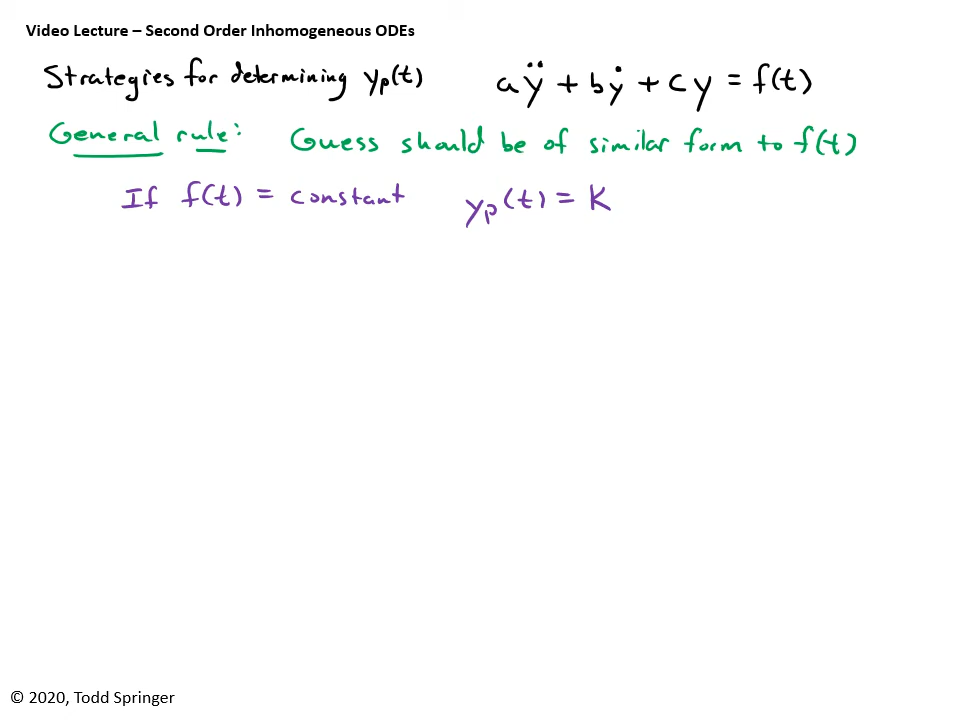 Video Lecture – Second Order Inhomogeneous ODEs
Strategies for determining yₚ(t) aÿ + bẏ + cy = f(t)
General rule: Guess should be of similar form to f(t)
If f(t) = constant yₚ(t) = K
© 2020, Todd Springer